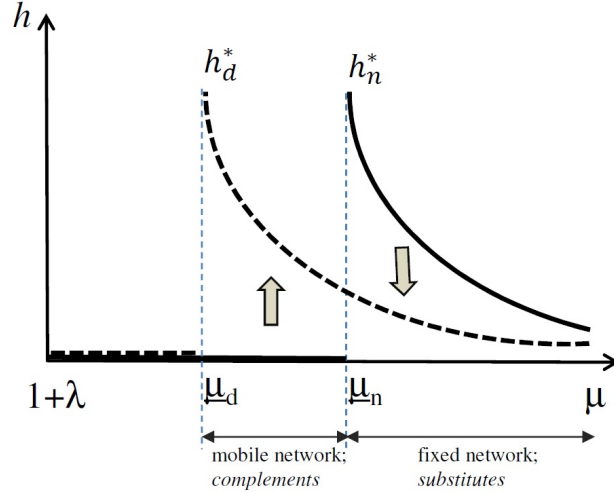 h
h*d
h*n
1+λ
µd
µn
µ
mobile network;
complements
fixed network;
substitutes